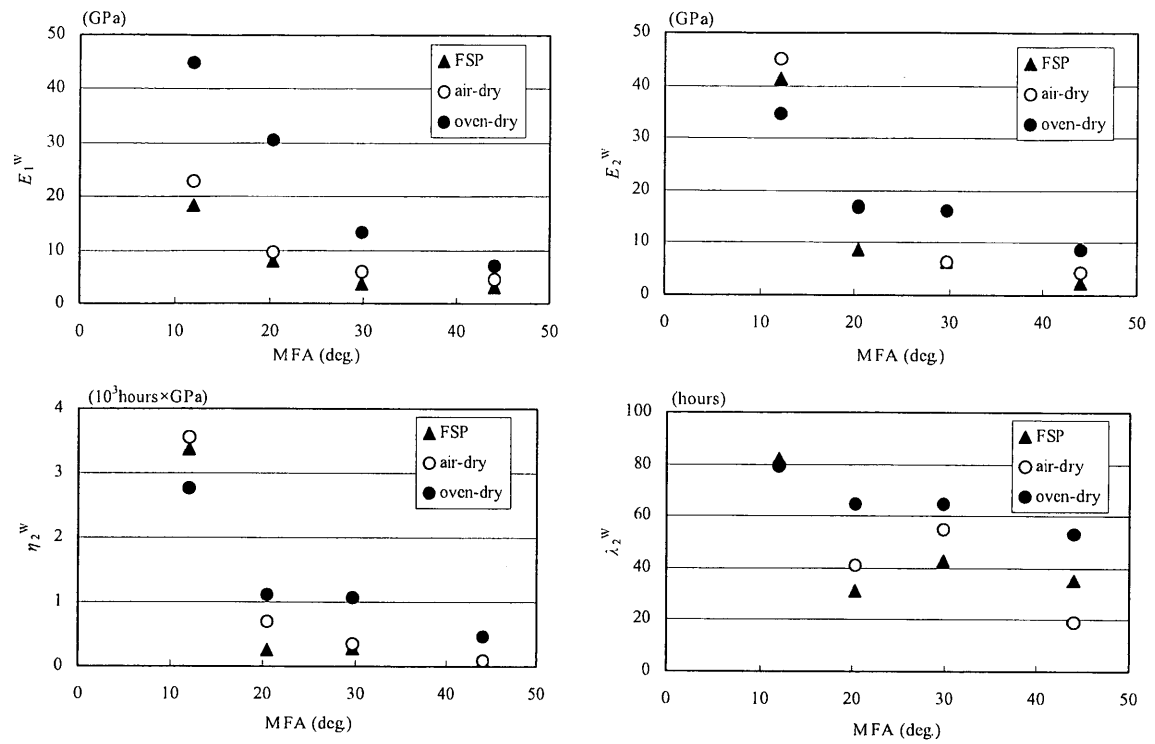 (GPa)
50
40
30
20
10
0
E₁ᵂ
▲ FSP
○ air-dry
● oven-dry
0 10 20 30 40 50
MFA (deg.)
(GPa)
50
40
30
20
10
0
E₂ᵂ
▲ FSP
○ air-dry
● oven-dry
0 10 20 30 40 50
MFA (deg.)
(10³hours×GPa)
4
3
2
1
0
η₂ᵂ
▲ FSP
○ air-dry
● oven-dry
0 10 20 30 40 50
MFA (deg.)
(hours)
100
80
60
40
20
0
λ₂ᵂ
▲ FSP
○ air-dry
● oven-dry
0 10 20 30 40 50
MFA (deg.)